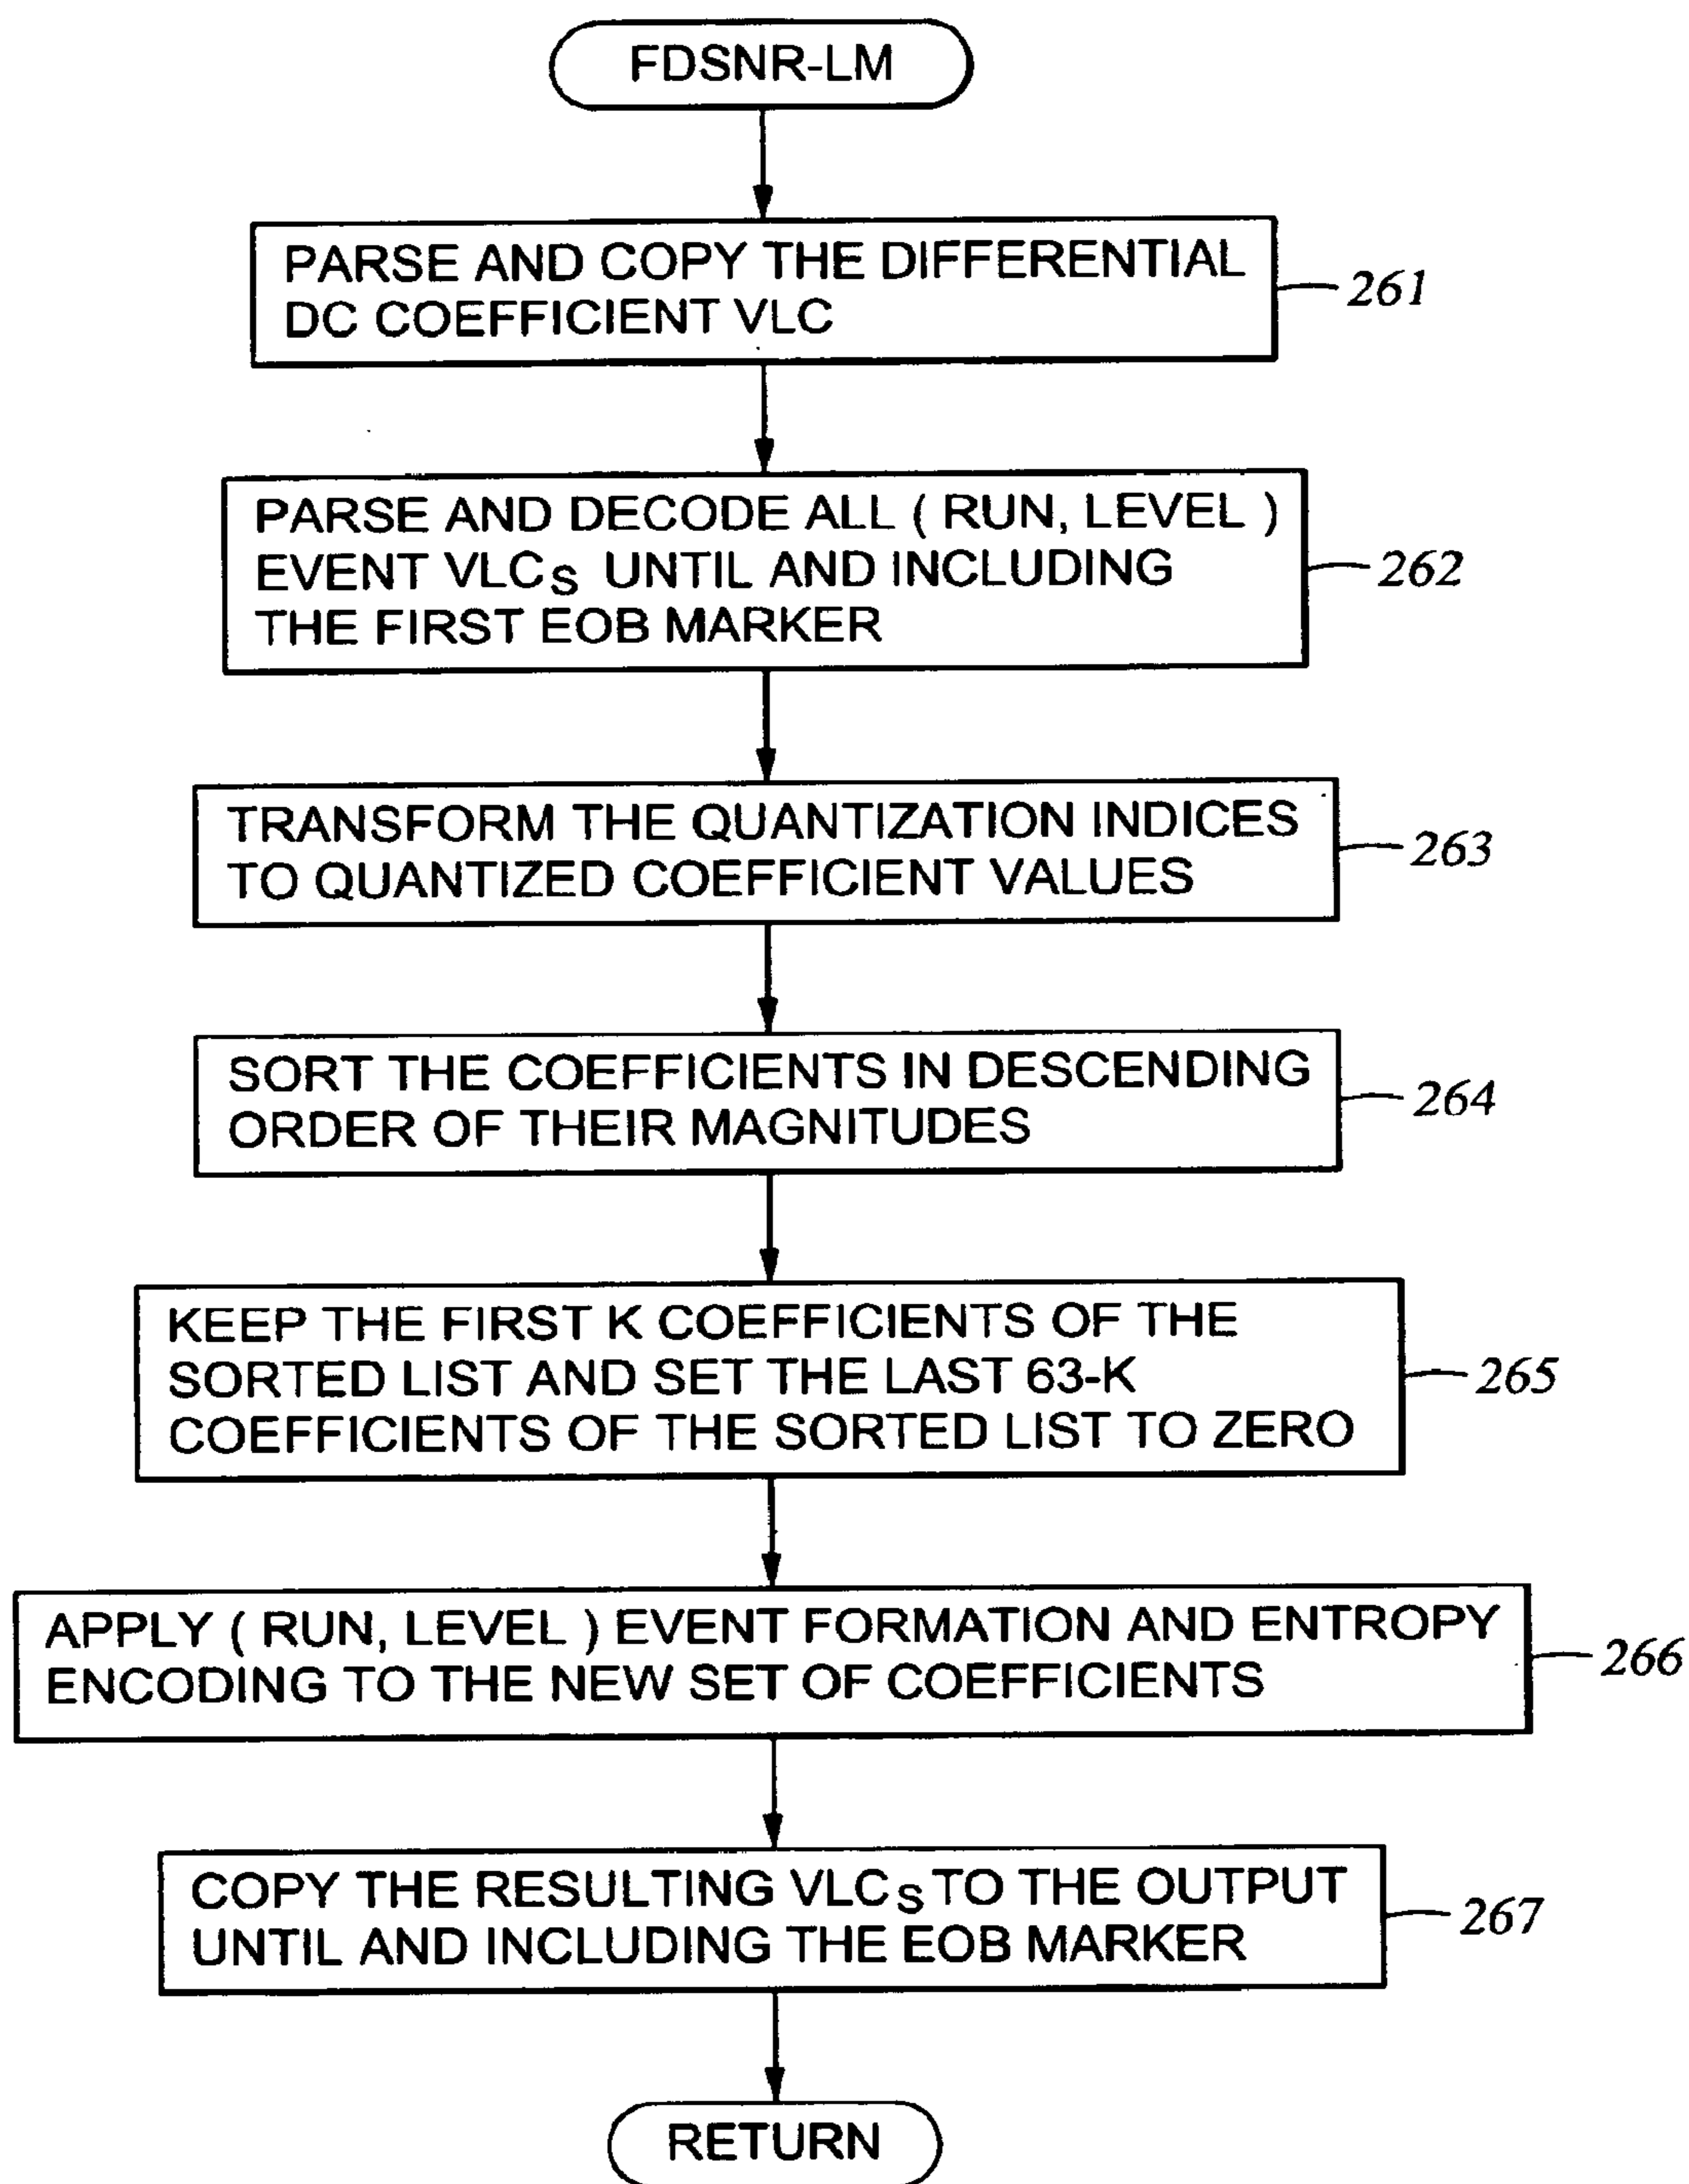 FDSNR-LM
PARSE AND COPY THE DIFFERENTIAL
DC COEFFICIENT VLC
261
PARSE AND DECODE ALL ( RUN, LEVEL )
EVENT VLCS UNTIL AND INCLUDING
THE FIRST EOB MARKER
262
TRANSFORM THE QUANTIZATION INDICES
TO QUANTIZED COEFFICIENT VALUES
263
SORT THE COEFFICIENTS IN DESCENDING
ORDER OF THEIR MAGNITUDES
264
KEEP THE FIRST K COEFFICIENTS OF THE
SORTED LIST AND SET THE LAST 63-K
COEFFICIENTS OF THE SORTED LIST TO ZERO
265
APPLY ( RUN, LEVEL ) EVENT FORMATION AND ENTROPY
ENCODING TO THE NEW SET OF COEFFICIENTS
266
COPY THE RESULTING VLCS TO THE OUTPUT
UNTIL AND INCLUDING THE EOB MARKER
267
RETURN